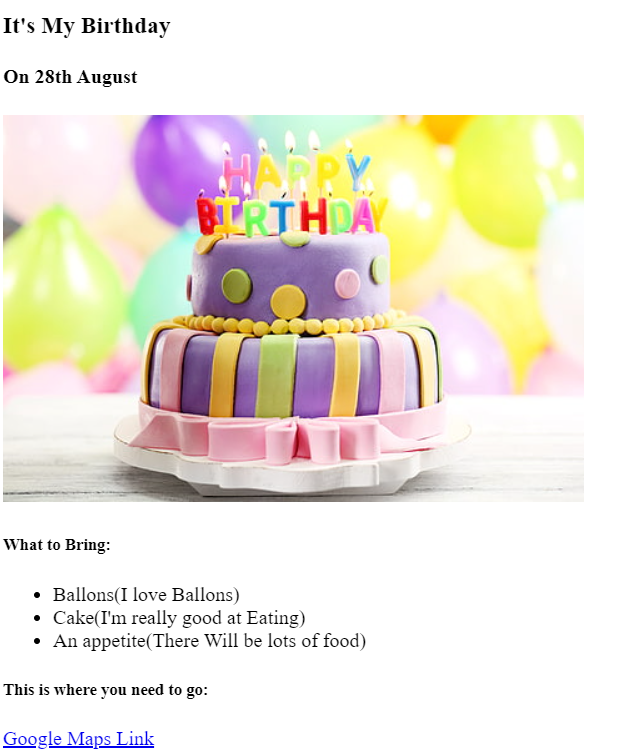 It's My Birthday
On 28th August
HAPPY
BIRTHDAY
What to Bring:
Ballons(I love Ballons)
Cake(I'm really good at Eating)
An appetite(There Will be lots of food)
This is where you need to go:
Google Maps Link